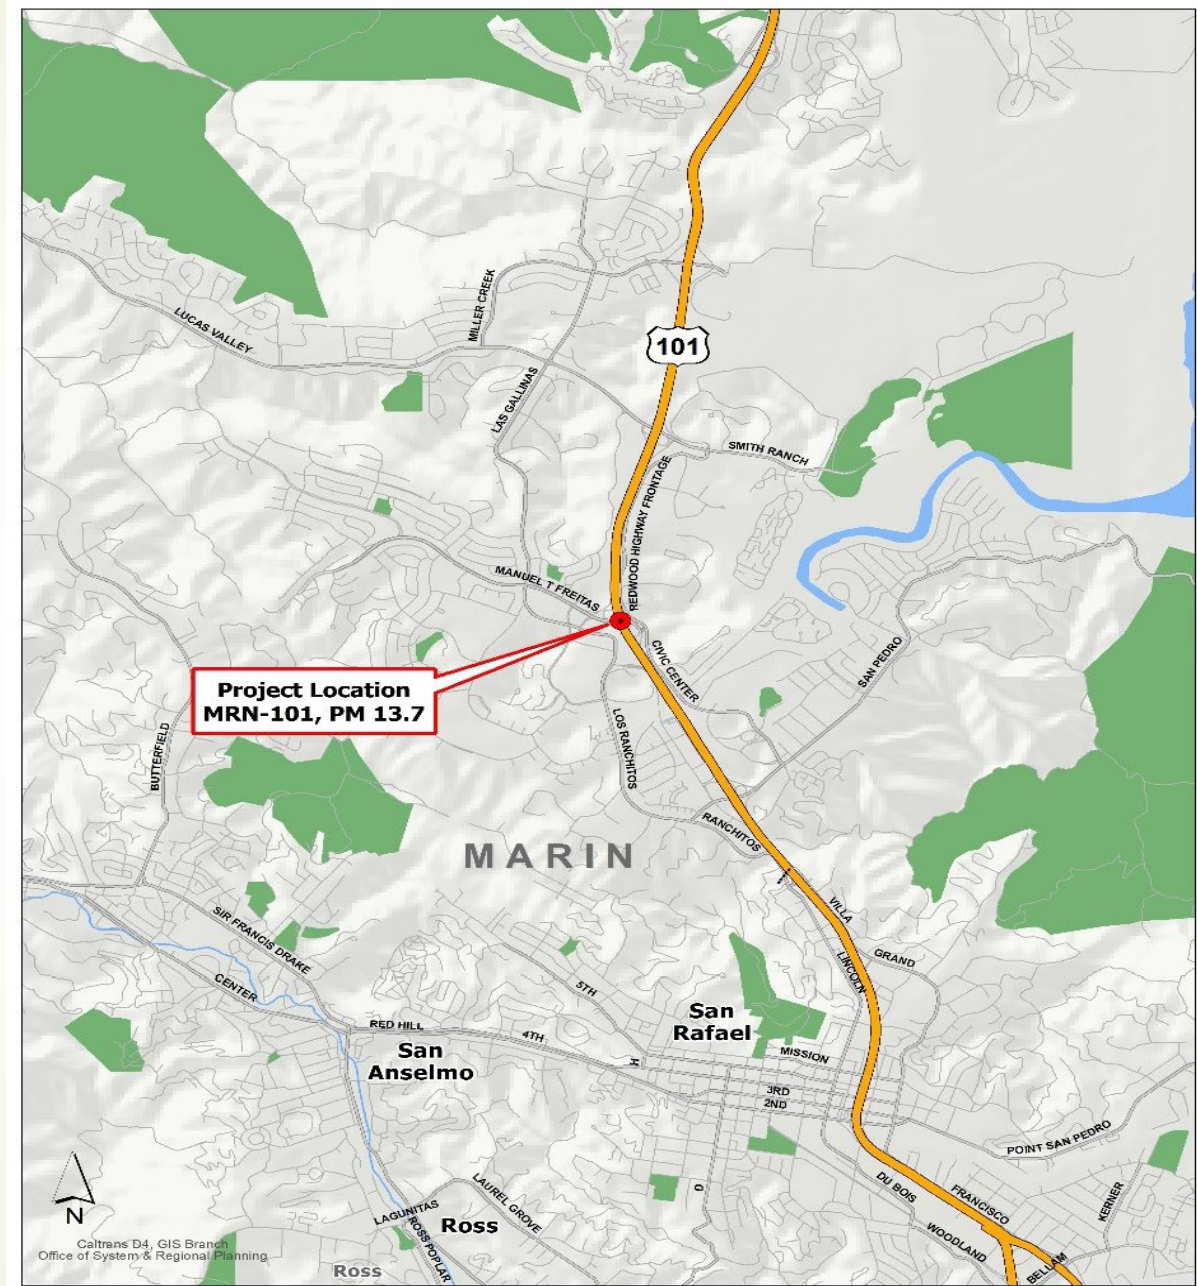 LUCAS VALLEY
MILLER CREEK
101
LAS GALLINAS
SMITH RANCH
REDWOOD HIGHWAY FRONTAGE
MANUEL T FREITAS
CIVIC CENTER
SAN PEDRO
Project Location
MRN-101, PM 13.7
BUTTERFIELD
LOS RANCHITOS
RANCHITOS
MARIN
VILLA
SIR FRANCIS DRAKE
GRAND
LINCOLN
CENTER
5TH
San
Rafael
RED HILL
4TH
H
MISSION
San
Anselmo
3RD
2ND
POINT SAN PEDRO
D
DU BOIS
FRANCISCO
KERNER
LAUREL GROVE
LAGUNITAS
Ross
ROSS POPLAR
WOODLAND
BELLAM
N
Caltrans D4, GIS Branch
Office of System & Regional Planning
Ross